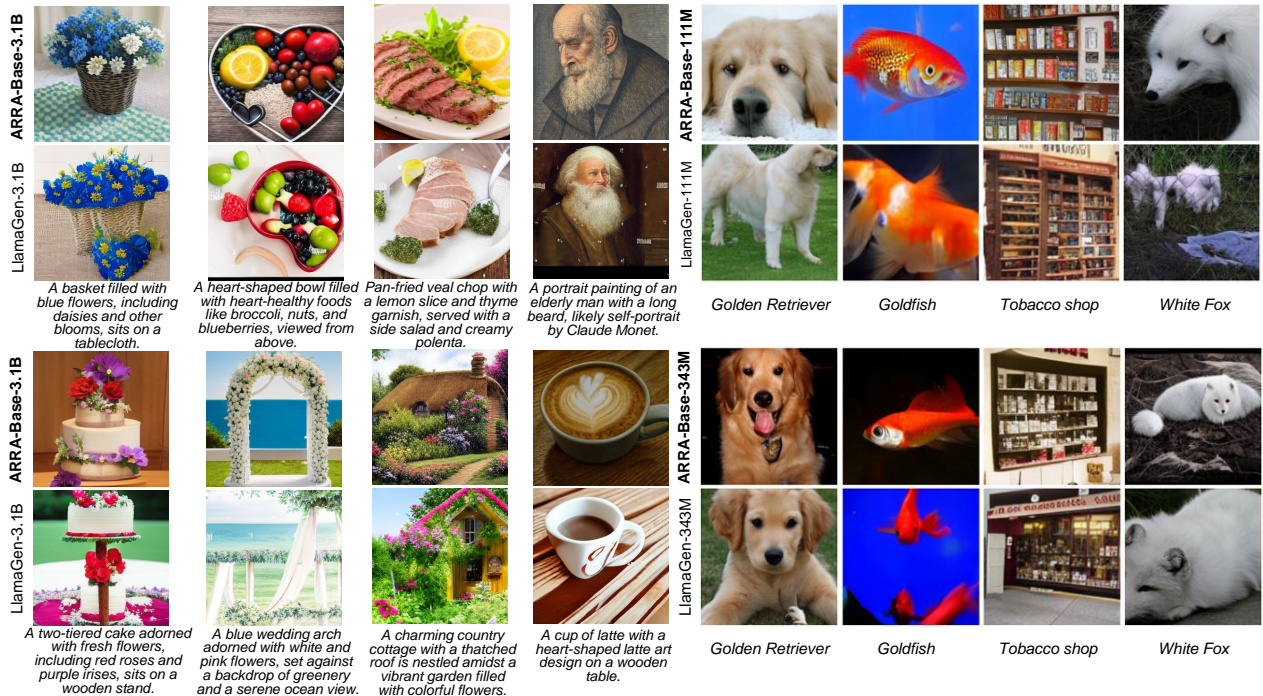 ARRA-Base-3.1B
LlamaGen-3.1B
A basket filled with
blue flowers, including
daisies and other
blooms, sits on a
tablecloth.
A heart-shaped bowl filled
with heart-healthy foods
like broccoli, nuts, and
blueberries, viewed from
above.
Pan-fried veal chop with
a lemon slice and thyme
garnish, served with a
side salad and creamy
polenta.
A portrait painting of an
elderly man with a long
beard, likely self-portrait
by Claude Monet.
ARRA-Base-111M
LlamaGen-111M
Golden Retriever
Goldfish
Tobacco shop
White Fox
ARRA-Base-3.1B
LlamaGen-3.1B
A two-tiered cake adorned
with fresh flowers,
including red roses and
purple irises, sits on a
wooden stand.
A blue wedding arch
adorned with white and
pink flowers, set against
a backdrop of greenery
and a serene ocean view.
A charming country
cottage with a thatched
roof is nestled amidst a
vibrant garden filled
with colorful flowers.
A cup of latte with a
heart-shaped latte art
design on a wooden
table.
ARRA-Base-343M
LlamaGen-343M
Golden Retriever
Goldfish
Tobacco shop
White Fox